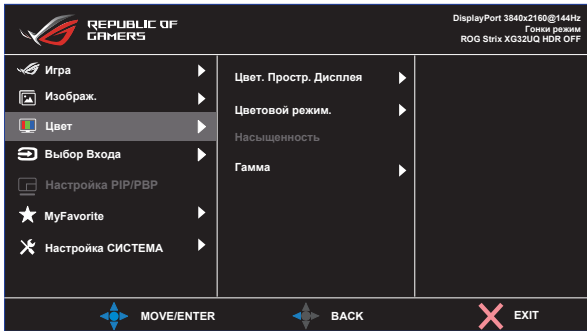 REPUBLIC OF
GAMERS
DisplayPort 3840x2160@144Hz
Гонки режим
ROG Strix XG32UQ HDR OFF
Игра
Изображ.
Цвет
Выбор Входа
Настройка PIP/PBP
MyFavorite
Настройка СИСТЕМА
Цвет. Простр. Дисплея
Цветовой режим.
Насыщенность
Гамма
MOVE/ENTER
BACK
EXIT